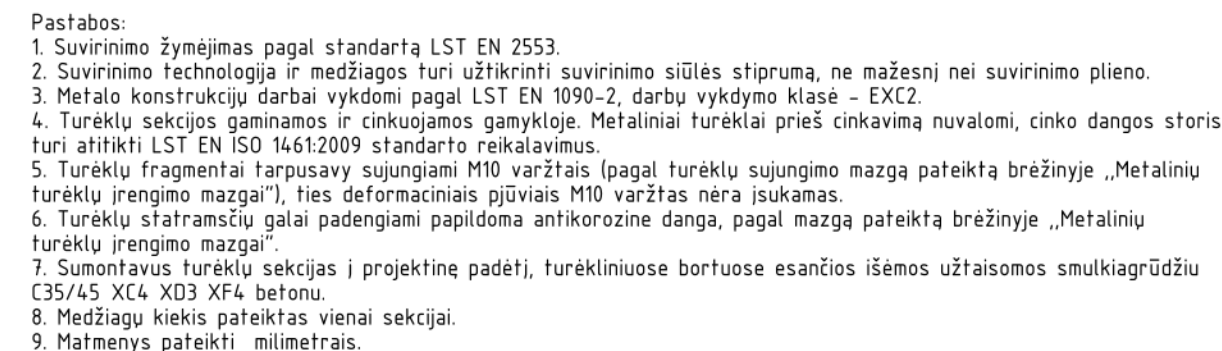 Pastabos:
1. Suvirinimo žymėjimas pagal standartą LST EN 2553.
2. Suvirinimo technologija ir medžiagos turi užtikrinti suvirinimo siūlės stiprumą, ne mažesnį nei suvirinimo plieno.
3. Metalo konstrukcijų darbai vykdomi pagal LST EN 1090-2, darbų vykdymo klasė - EXC2.
4. Turėklų sekcijos gaminamos ir cinkuojamos gamykloje. Metaliniai turėklai prieš cinkavimą nuvalomi, cinko dangos storis
turi atitikti LST EN ISO 1461:2009 standarto reikalavimus.
5. Turėklų fragmentai tarpusavy sujungiami M10 varžtais (pagal turėklų sujungimo mazgą pateiktą brėžinyje ,,Metalinių
turėklų įrengimo mazgai"), ties deformaciniais pjūviais M10 varžtas nėra įsukamas.
6. Turėklų statramsčių galai padengiami papildoma antikorozine danga, pagal mazgą pateiktą brėžinyje ,,Metalinių
turėklų įrengimo mazgai".
7. Sumontavus turėklų sekcijas į projektinę padėtį, turėkliniuose bortuose esančios išėmos užtaisomos smulkiagrūdžiu
C35/45 XC4 XD3 XF4 betonu.
8. Medžiagų kiekis pateiktas vienai sekcijai.
9. Matmenys pateikti  milimetrais.